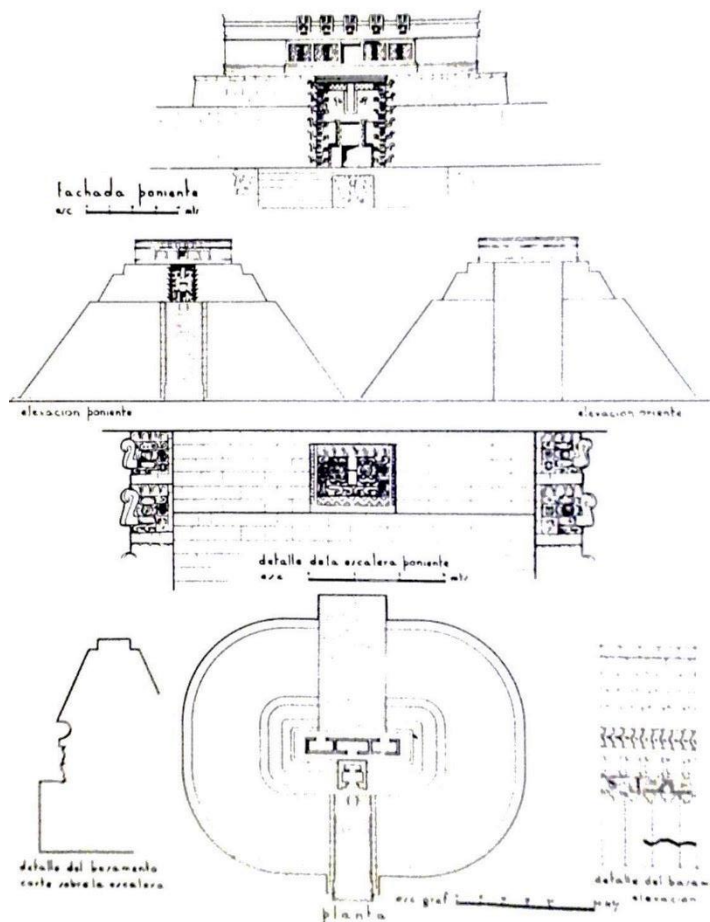 fachada poniente
esc mts
elevacion poniente
elevacion oriente
detalle de la escalera poniente
esc mts
detalle del basamento
corte sobre la escalera
planta
esc graf
detalle del basam
elevacion